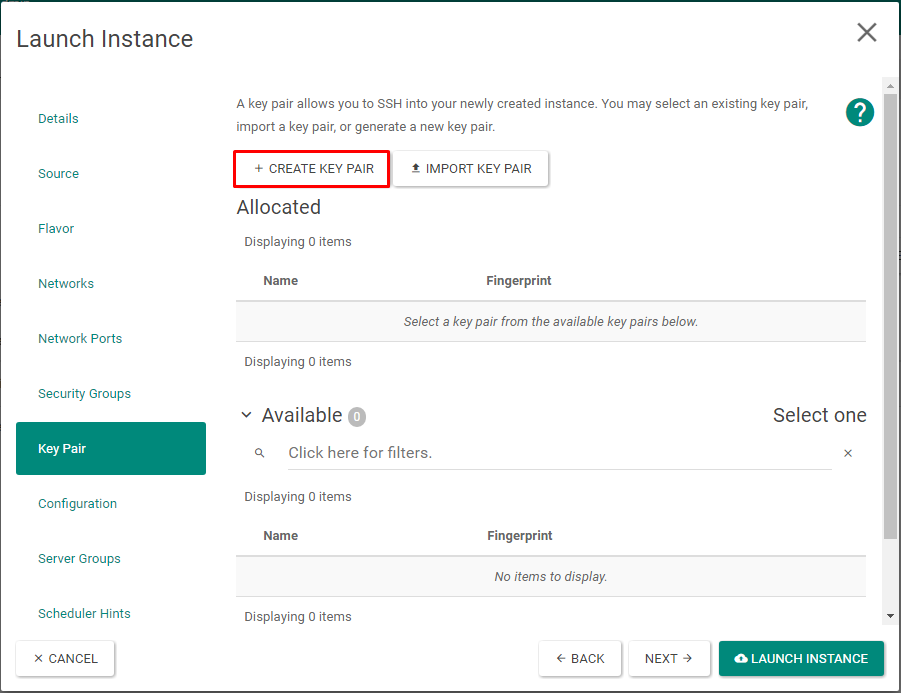 Launch Instance
Details
Source
Flavor
Networks
Network Ports
Security Groups
Key Pair
Configuration
Server Groups
Scheduler Hints
A key pair allows you to SSH into your newly created instance. You may select an existing key pair,
import a key pair, or generate a new key pair.
?
+ CREATE KEY PAIR
IMPORT KEY PAIR
Allocated
Displaying 0 items
Name Fingerprint
Select a key pair from the available key pairs below.
Displaying 0 items
Available 0 Select one
Click here for filters.
Displaying 0 items
Name Fingerprint
No items to display.
Displaying 0 items
× CANCEL
← BACK
NEXT →
LAUNCH INSTANCE